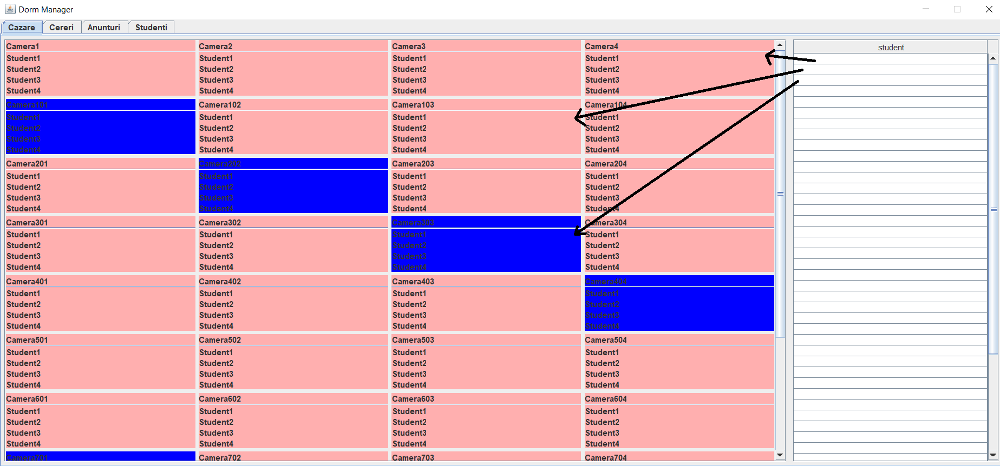 Dorm Manager
Cazare Cereri Anunturi Studenti
student
Camera1 Camera2 Camera3 Camera4
Student1 Student1 Student1 Student1
Student2 Student2 Student2 Student2
Student3 Student3 Student3 Student3
Student4 Student4 Student4 Student4
Camera101 Camera102 Camera103 Camera104
Student1 Student1 Student1 Student1
Student2 Student2 Student2 Student2
Student3 Student3 Student3 Student3
Student4 Student4 Student4 Student4
Camera201 Camera202 Camera203 Camera204
Student1 Student1 Student1 Student1
Student2 Student2 Student2 Student2
Student3 Student3 Student3 Student3
Student4 Student4 Student4 Student4
Camera301 Camera302 Camera303 Camera304
Student1 Student1 Student1 Student1
Student2 Student2 Student2 Student2
Student3 Student3 Student3 Student3
Student4 Student4 Student4 Student4
Camera401 Camera402 Camera403 Camera404
Student1 Student1 Student1 Student1
Student2 Student2 Student2 Student2
Student3 Student3 Student3 Student3
Student4 Student4 Student4 Student4
Camera501 Camera502 Camera503 Camera504
Student1 Student1 Student1 Student1
Student2 Student2 Student2 Student2
Student3 Student3 Student3 Student3
Student4 Student4 Student4 Student4
Camera601 Camera602 Camera603 Camera604
Student1 Student1 Student1 Student1
Student2 Student2 Student2 Student2
Student3 Student3 Student3 Student3
Student4 Student4 Student4 Student4
Camera701 Camera702 Camera703 Camera704